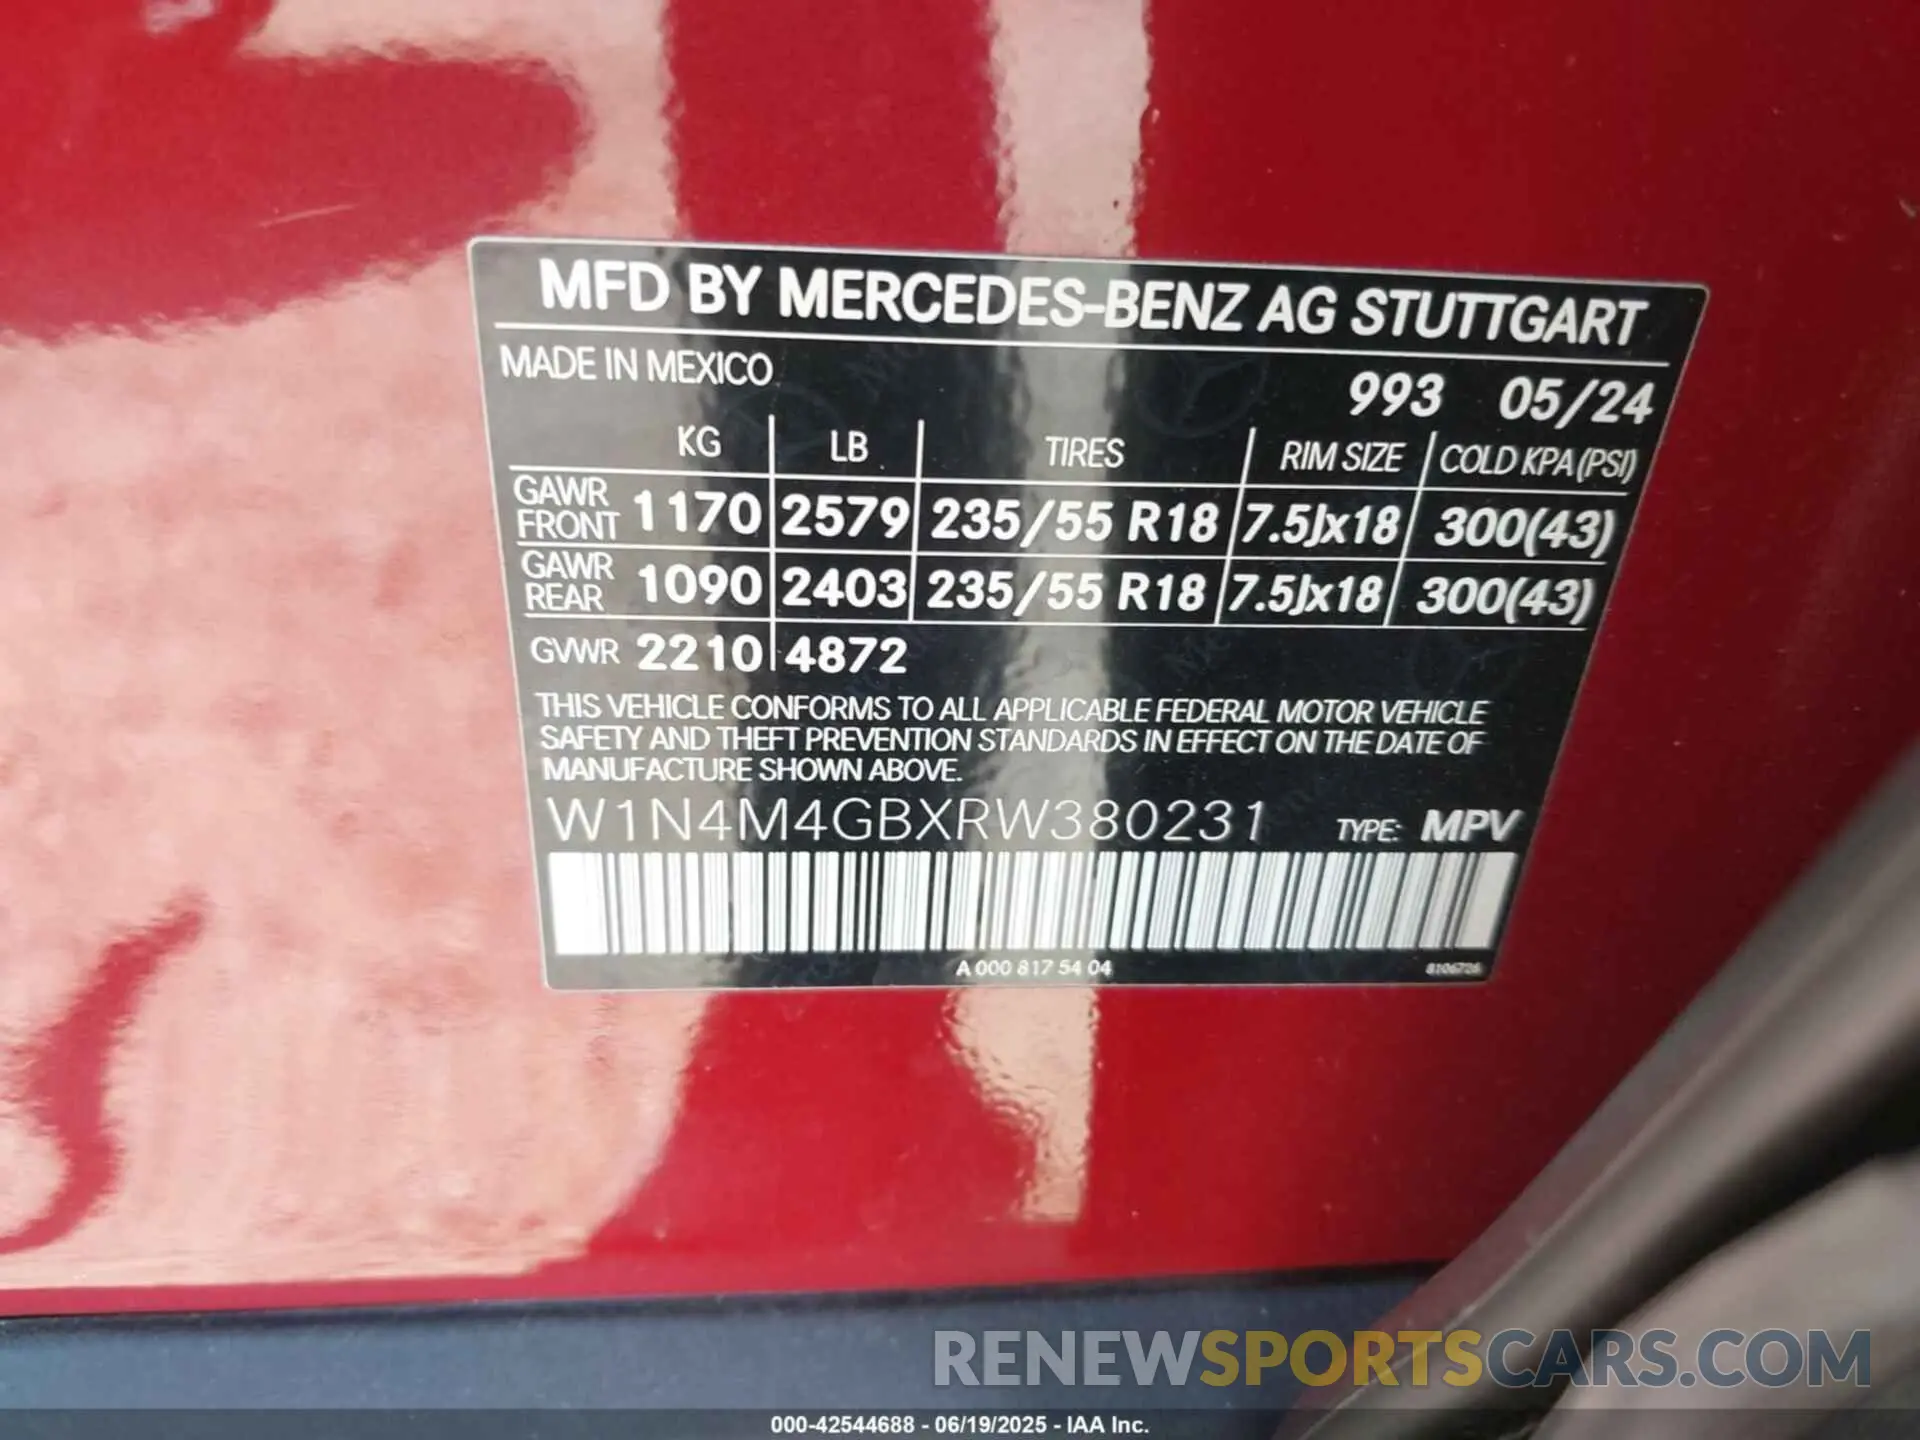 MFD BY MERCEDES-BENZ AG STUTTGART
MADE IN MEXICO
993 05/24
KG LB TIRES RIM SIZE COLD KPA (PSI)
GAWR FRONT 1170 2579 235/55 R18 7.5Jx18 300(43)
GAWR REAR 1090 2403 235/55 R18 7.5Jx18 300(43)
GVWR 2210 4872
THIS VEHICLE CONFORMS TO ALL APPLICABLE FEDERAL MOTOR VEHICLE
SAFETY AND THEFT PREVENTION STANDARDS IN EFFECT ON THE DATE OF
MANUFACTURE SHOWN ABOVE.
W1N4M4GBXRW380231 TYPE: MPV
A 000 817 54 04 8106726
RENEWSPORTSCARS.COM
000-42544688 - 06/19/2025 - IAA Inc.